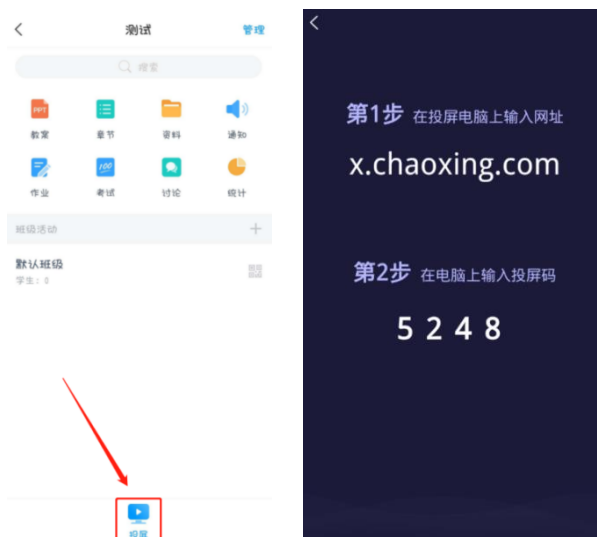 测试
管理
搜索
PPT
教案
章节
资料
通知
100
作业
考试
讨论
统计
班级活动
默认班级
学生：0
投屏
第1步 在投屏电脑上输入网址
x.chaoxing.com
第2步 在电脑上输入投屏码
5248